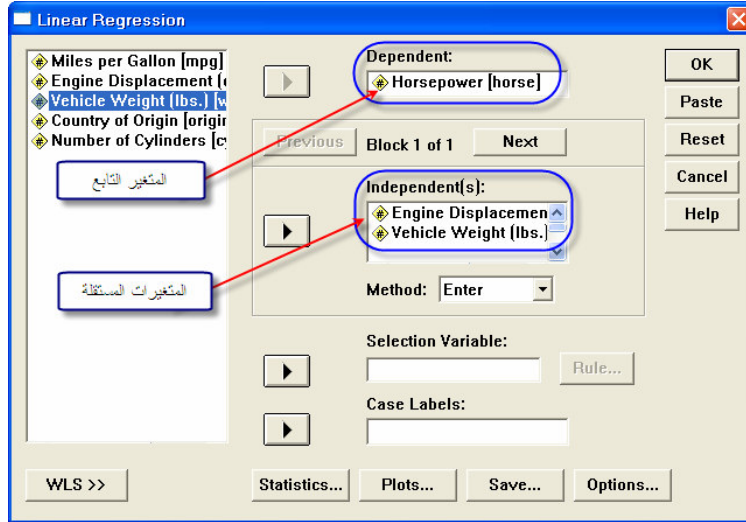 Linear Regression
Miles per Gallon [mpg]
Engine Displacement (
Vehicle Weight (lbs.) [w
Country of Origin [origin
Number of Cylinders [cy
Dependent:
Horsepower [horse]
Previous
Block 1 of 1
Next
Independent(s):
Engine Displacemen
Vehicle Weight (lbs.)
Method:
Enter
Selection Variable:
Rule...
Case Labels:
المتغير التابع
المتغيرات المستقلة
OK
Paste
Reset
Cancel
Help
WLS >>
Statistics...
Plots...
Save...
Options...